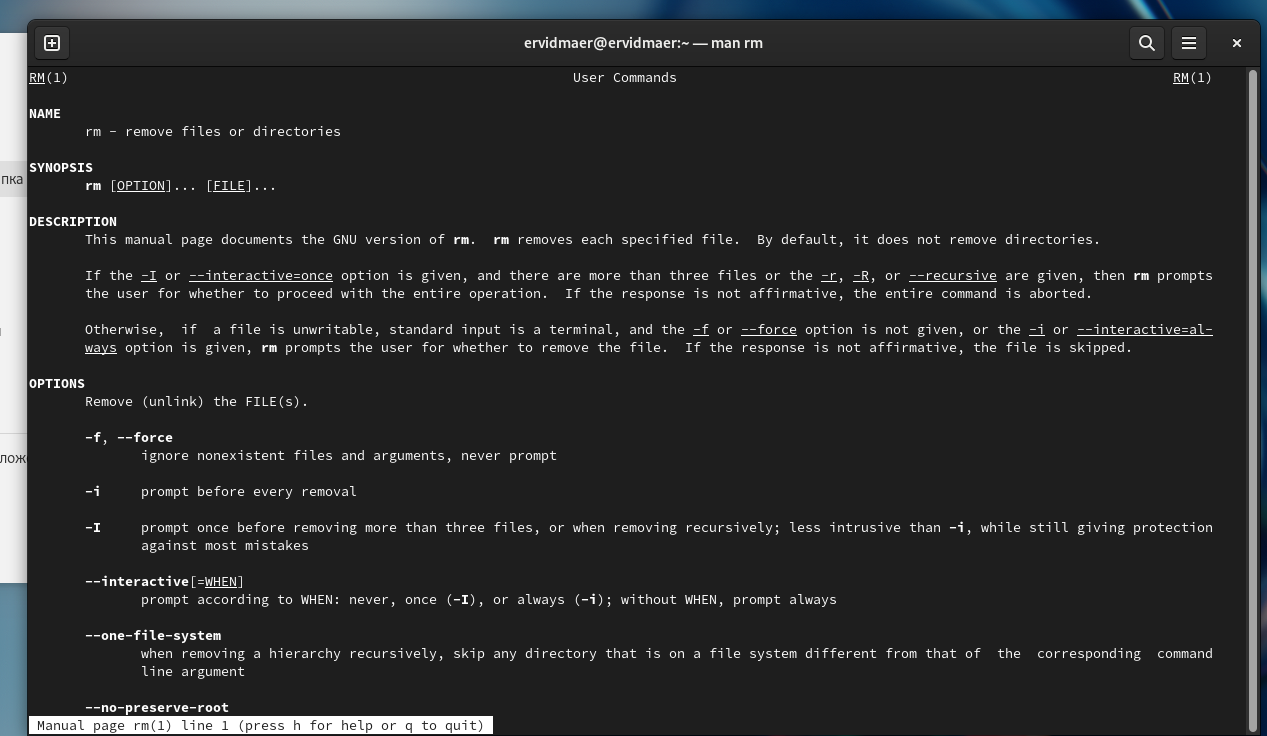 ervidmaer@ervidmaer:~ — man rm
RM(1) User Commands RM(1)
NAME
rm - remove files or directories
SYNOPSIS
rm [OPTION]... [FILE]...
DESCRIPTION
This manual page documents the GNU version of rm. rm removes each specified file. By default, it does not remove directories.
If the -I or --interactive=once option is given, and there are more than three files or the -r, -R, or --recursive are given, then rm prompts
the user for whether to proceed with the entire operation. If the response is not affirmative, the entire command is aborted.
Otherwise, if a file is unwritable, standard input is a terminal, and the -f or --force option is not given, or the -i or --interactive=al-
ways option is given, rm prompts the user for whether to remove the file. If the response is not affirmative, the file is skipped.
OPTIONS
Remove (unlink) the FILE(s).
-f, --force
ignore nonexistent files and arguments, never prompt
-i prompt before every removal
-I prompt once before removing more than three files, or when removing recursively; less intrusive than -i, while still giving protection
against most mistakes
--interactive[=WHEN]
prompt according to WHEN: never, once (-I), or always (-i); without WHEN, prompt always
--one-file-system
when removing a hierarchy recursively, skip any directory that is on a file system different from that of the corresponding command
line argument
--no-preserve-root
Manual page rm(1) line 1 (press h for help or q to quit)
пка
лож